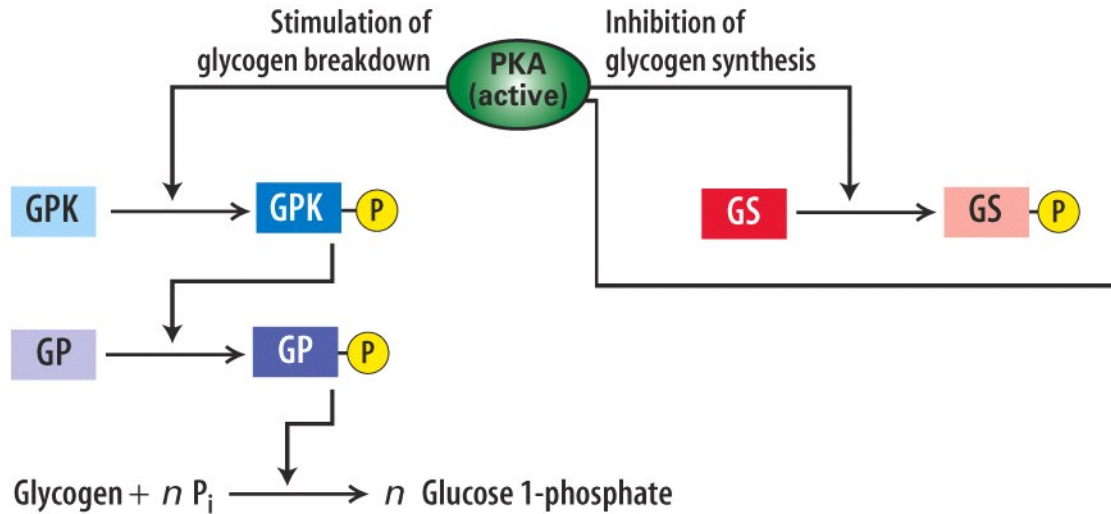 Stimulation of
glycogen breakdown
PKA
(active)
Inhibition of
glycogen synthesis
GPK
GPK P
GS
GS P
GP
GP P
Glycogen + n Pi
n Glucose 1-phosphate